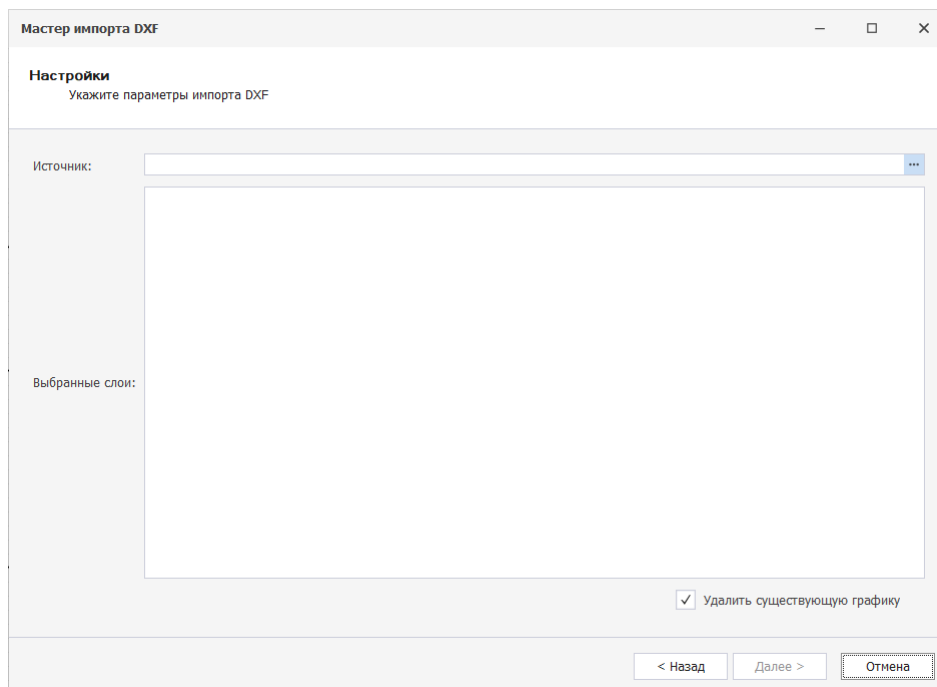 Мастер импорта DXF
Настройки
Укажите параметры импорта DXF
Источник:
...
Выбранные слои:
Удалить существующую графику
< Назад
Далее >
Отмена